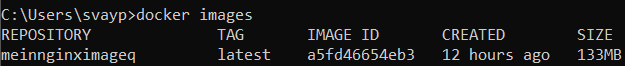 C:\Users\svayp>docker images
REPOSITORY TAG IMAGE ID CREATED SIZE
meinnginximageq latest a5fd46654eb3 12 hours ago 133MB